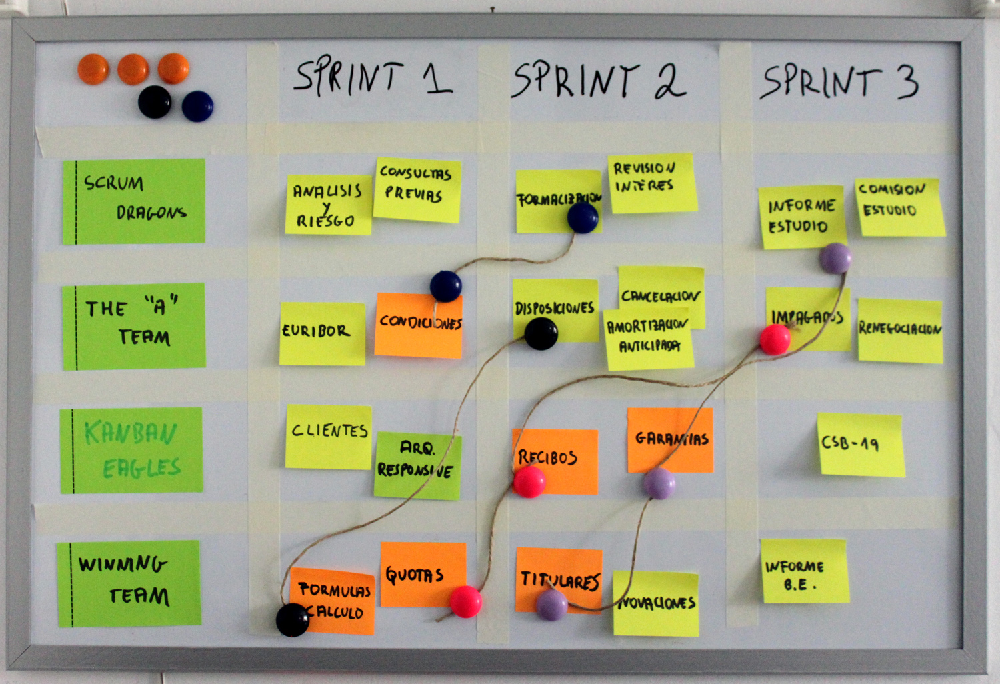 SPRINT 1
SPRINT 2
SPRINT 3
SCRUM
DRAGONS
ANALISIS
Y
RIESGO
CONSULTAS
PREVIAS
FORMALIZACION
REVISION
INTERES
INFORME
ESTUDIO
COMISION
ESTUDIO
THE "A"
TEAM
EURIBOR
CONDICIONES
DISPOSICIONES
CANCELACION
AMORTIZACION
ANTICIPADA
IMPAGADOS
RENEGOCIACION
KANBAN
EAGLES
CLIENTES
ARQ.
RESPONSIVE
RECIBOS
GARANTIAS
CSB-19
WINNING
TEAM
FORMULAS
CALCULO
QUOTAS
TITULARES
NOVACIONES
INFORME
B.E.